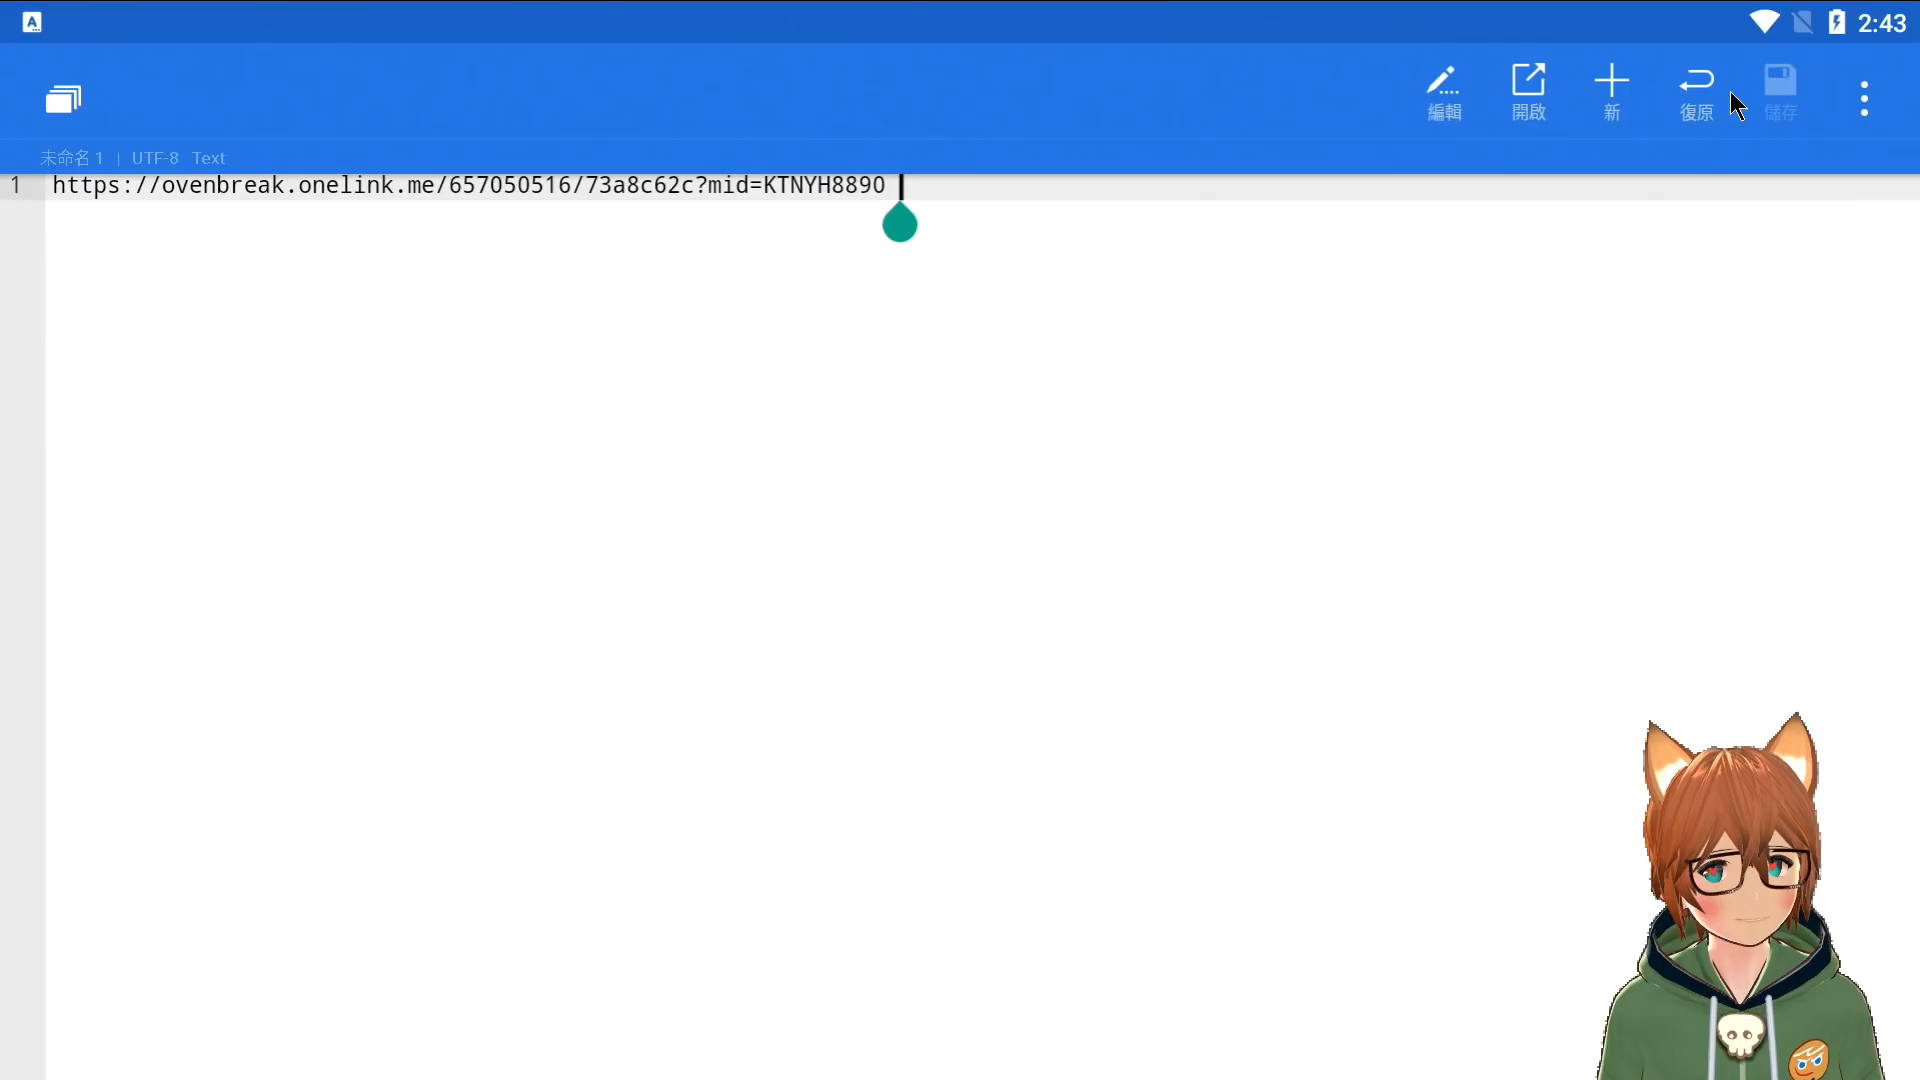 2:43
編輯
開啟
新
復原
儲存
未命名 1 | UTF-8 Text
1 https://ovenbreak.onelink.me/657050516/73a8c62c?mid=KTNYH8890